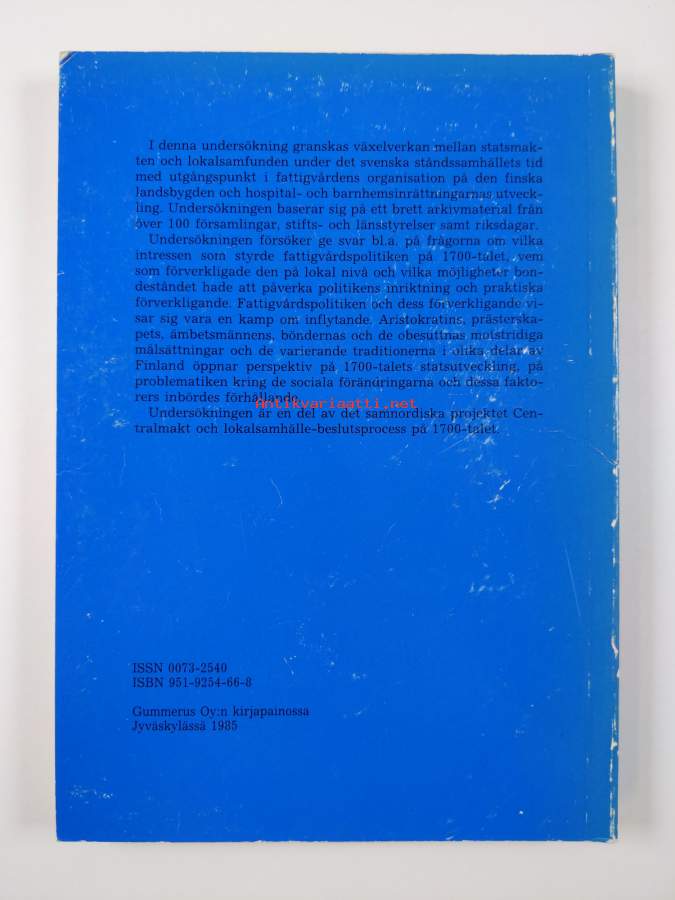 I denna undersökning granskas växelverkan mellan statsmak-
ten och lokalsamfunden under det svenska ståndssamhällets tid
med utgångspunkt i fattigvårdens organisation på den finska
landsbygden och hospital- och barnhemsinrättningarnas utveck-
ling. Undersökningen baserar sig på ett brett arkivmaterial från
över 100 församlingar, stifts- och länsstyrelser samt riksdagar.
Undersökningen försöker ge svar bl.a. på frågorna om vilka
intressen som styrde fattigvårdspolitiken på 1700-talet, vem
som förverkligade den på lokal nivå och vilka möjligheter bon-
deståndet hade att påverka politikens inriktning och praktiska
förverkligande. Fattigvårdspolitiken och dess förverkligande vi-
sar sig vara en kamp om inflytande. Aristokratins, prästerska-
pets, ämbetsmännens, böndernas och de obesuttnas motstridiga
målsättningar och de varierande traditionerna i olika delar av
Finland öppnar perspektiv på 1700-talets statsutveckling, på
problematiken kring de sociala förändringarna och dessa fakto-
rers inbördes förhållande.
antikvariaatti.net
Undersökningen är en del av det samnordiska projektet Cen-
tralmakt och lokalsamhälle-beslutsprocess på 1700-talet.
ISSN 0073-2540
ISBN 951-9254-66-8
Gummerus Oy:n kirjapainossa
Jyväskylässä 1985